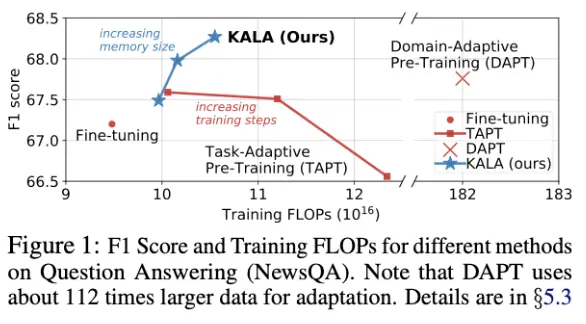 68.5
68.0
67.5
67.0
66.5
F1 score
increasing
memory size
KALA (Ours)
Domain-Adaptive
Pre-Training (DAPT)
increasing
training steps
Fine-tuning
Task-Adaptive
Pre-Training (TAPT)
Fine-tuning
TAPT
DAPT
KALA (ours)
9 10 11 12 182 183
Training FLOPs (10¹⁶)
Figure 1: F1 Score and Training FLOPs for different methods
on Question Answering (NewsQA). Note that DAPT uses
about 112 times larger data for adaptation. Details are in §5.3